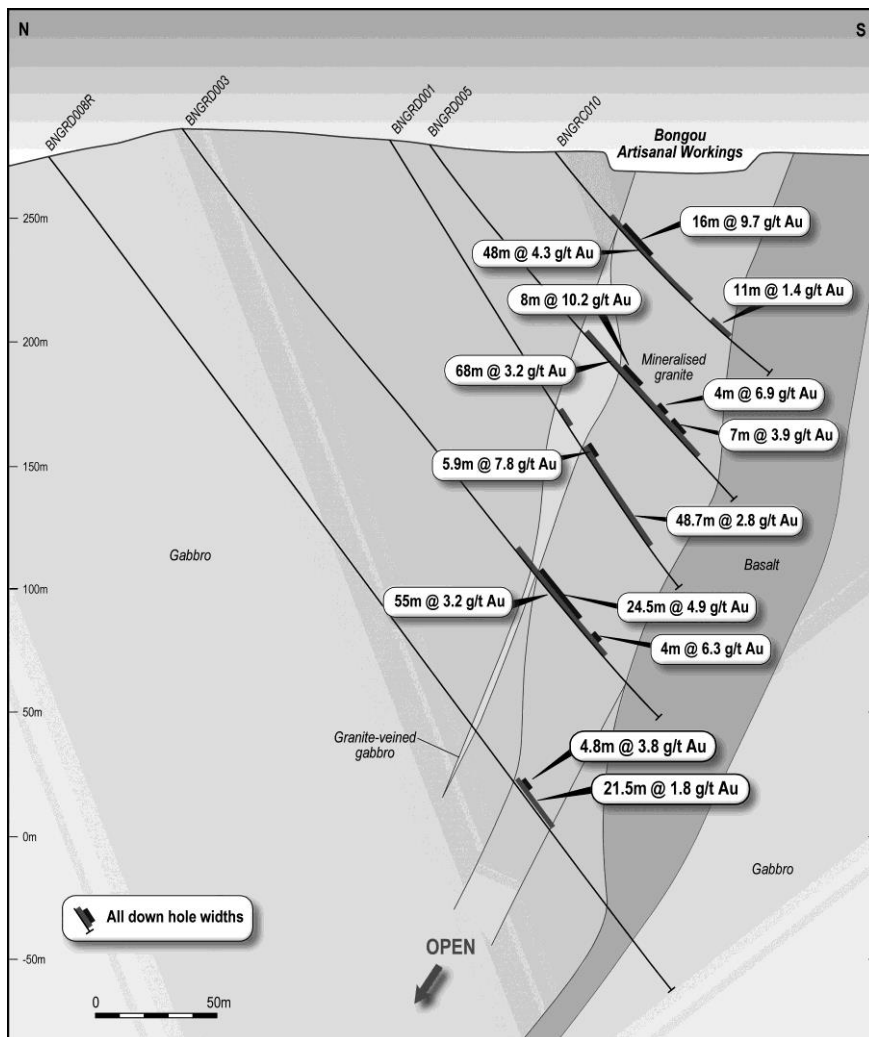 N
S
BNGRD008R
BNGRD003
BNGRD001
BNGRD005
BNGRC010
Bongou
Artisanal Workings
250m
16m @ 9.7 g/t Au
48m @ 4.3 g/t Au
11m @ 1.4 g/t Au
8m @ 10.2 g/t Au
200m
Mineralised
granite
68m @ 3.2 g/t Au
4m @ 6.9 g/t Au
7m @ 3.9 g/t Au
150m
5.9m @ 7.8 g/t Au
48.7m @ 2.8 g/t Au
Gabbro
Basalt
100m
55m @ 3.2 g/t Au
24.5m @ 4.9 g/t Au
4m @ 6.3 g/t Au
50m
Granite-veined
gabbro
4.8m @ 3.8 g/t Au
21.5m @ 1.8 g/t Au
0m
Gabbro
All down hole widths
OPEN
-50m
0
50m